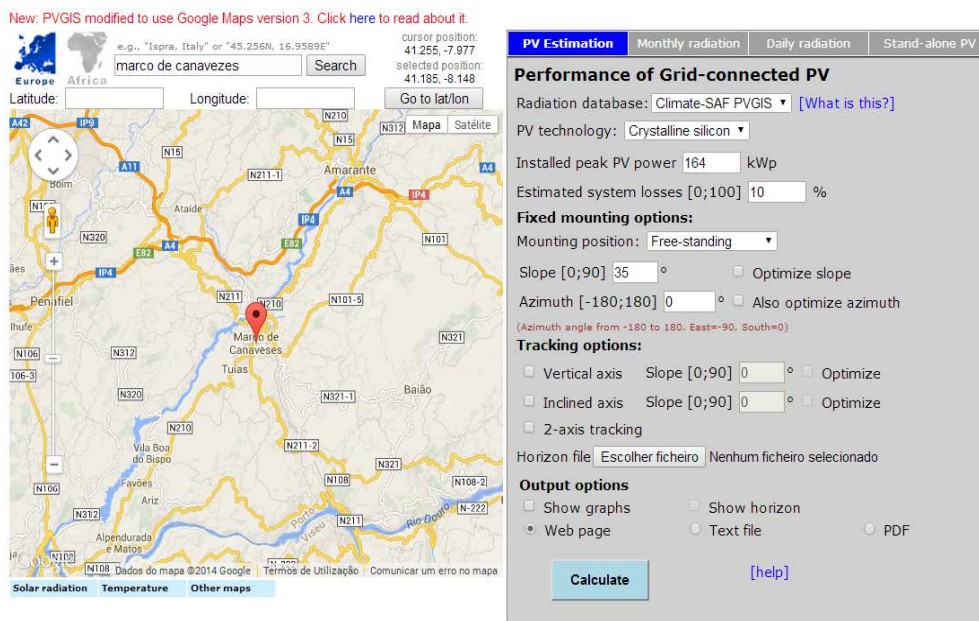 New: PVGIS modified to use Google Maps version 3. Click here to read about it.
Europe
Africa
e.g., "Ispra, Italy" or "45.256N, 16.9589E"
marco de canavezes
Search
cursor position:
41.255, -7.977
selected position:
41.185, -8.148
Latitude:
Longitude:
Go to lat/lon
A42
IP9
N210
N312
Mapa
Satélite
N15
N15
A11
N211-1
Amarante
A4
A4
IP4
Boim
Ataíde
IP4
N320
E82
A4
E82
N101
IP4
Penafiel
N211
N210
N101-5
Marco de
Canaveses
N321
N106
N312
Tuias
106-3
Baião
N320
N321-1
N210
N211-2
Vila Boa
do Bispo
N321
N106
Favões
N108
N108-2
Ariz
N312
N211
Rio Douro
N-222
Porto
Viseu
Alpendurada
e Matos
N222
Google
N108
Dados do mapa ©2014 Google
Termos de Utilização
Comunicar um erro no mapa
Solar radiation
Temperature
Other maps
PV Estimation
Monthly radiation
Daily radiation
Stand-alone PV
Performance of Grid-connected PV
Radiation database: Climate-SAF PVGIS [What is this?]
PV technology: Crystalline silicon
Installed peak PV power 164 kWp
Estimated system losses [0;100] 10 %
Fixed mounting options:
Mounting position: Free-standing
Slope [0;90] 35 º Optimize slope
Azimuth [-180;180] 0 º Also optimize azimuth
(Azimuth angle from -180 to 180. East=-90, South=0)
Tracking options:
Vertical axis Slope [0;90] 0 º Optimize
Inclined axis Slope [0;90] 0 º Optimize
2-axis tracking
Horizon file Escolher ficheiro Nenhum ficheiro selecionado
Output options
Show graphs Show horizon
Web page Text file PDF
Calculate
[help]